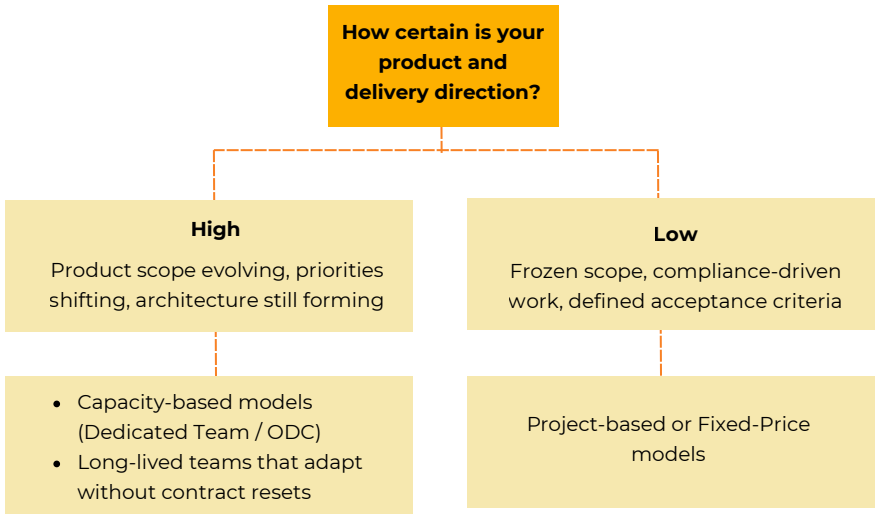 How certain is your
product and
delivery direction?
High
Product scope evolving, priorities
shifting, architecture still forming
Low
Frozen scope, compliance-driven
work, defined acceptance criteria
• Capacity-based models
(Dedicated Team / ODC)
• Long-lived teams that adapt
without contract resets
Project-based or Fixed-Price
models